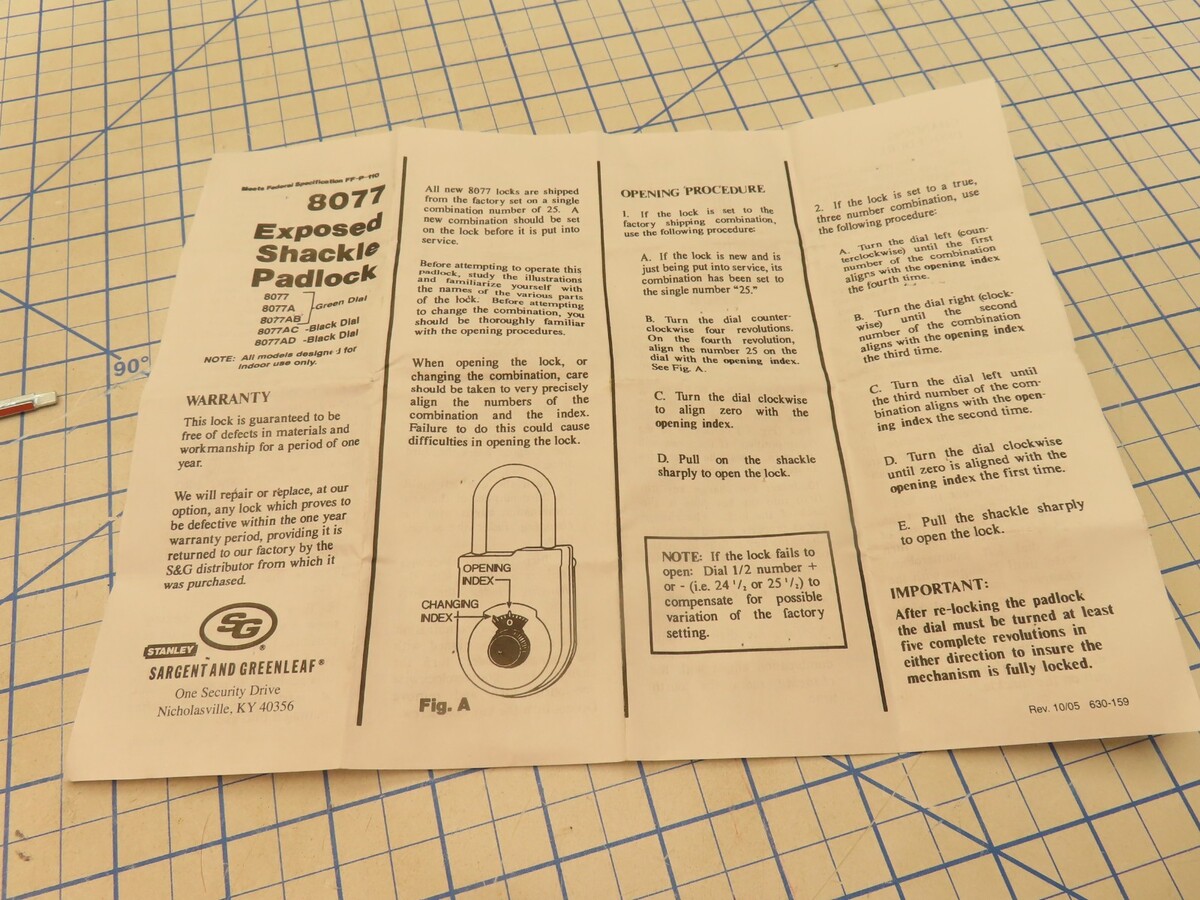 Meets Federal Specification FF-P-110
8077
Exposed
Shackle
Padlock
8077
8077A -Green Dial
8077AB
8077AC -Black Dial
8077AD -Black Dial
NOTE: All models designed for
indoor use only.
WARRANTY
This lock is guaranteed to be
free of defects in materials and
workmanship for a period of one
year.
We will repair or replace, at our
option, any lock which proves to
be defective within the one year
warranty period, providing it is
returned to our factory by the
S&G distributor from which it
was purchased.
SG
®
STANLEY
SARGENT AND GREENLEAF®
One Security Drive
Nicholasville, KY 40356
All new 8077 locks are shipped
from the factory set on a single
combination number of 25. A
new combination should be set
on the lock before it is put into
service.
Before attempting to operate this
padlock, study the illustrations
and familiarize yourself with
the names of the various parts
of the lock. Before attempting
to change the combination, you
should be thoroughly familiar
with the opening procedures.
When opening the lock, or
changing the combination, care
should be taken to very precisely
align the numbers of the
combination and the index.
Failure to do this could cause
difficulties in opening the lock.
OPENING
INDEX
CHANGING
INDEX
0
Fig. A
OPENING PROCEDURE
1. If the lock is set to the
factory shipping combination,
use the following procedure:
A. If the lock is new and is
just being put into service, its
combination has been set to
the single number "25."
B. Turn the dial counter-
clockwise four revolutions.
On the fourth revolution,
align the number 25 on the
dial with the opening index.
See Fig. A.
C. Turn the dial clockwise
to align zero with the
opening index.
D. Pull on the shackle
sharply to open the lock.
NOTE: If the lock fails to
open: Dial 1/2 number +
or - (i.e. 24 1/2 or 25 1/2) to
compensate for possible
variation of the factory
setting.
2. If the lock is set to a true,
three number combination, use
the following procedure:
A. Turn the dial left (coun-
terclockwise) until the first
number of the combination
aligns with the opening index
the fourth time.
B. Turn the dial right (clock-
wise) until the second
number of the combination
aligns with the opening index
the third time.
C. Turn the dial left until
the third number of the com-
bination aligns with the open-
ing index the second time.
D. Turn the dial clockwise
until zero is aligned with the
opening index the first time.
E. Pull the shackle sharply
to open the lock.
IMPORTANT:
After re-locking the padlock
the dial must be turned at least
five complete revolutions in
either direction to insure the
mechanism is fully locked.
Rev. 10/05 630-159
90°